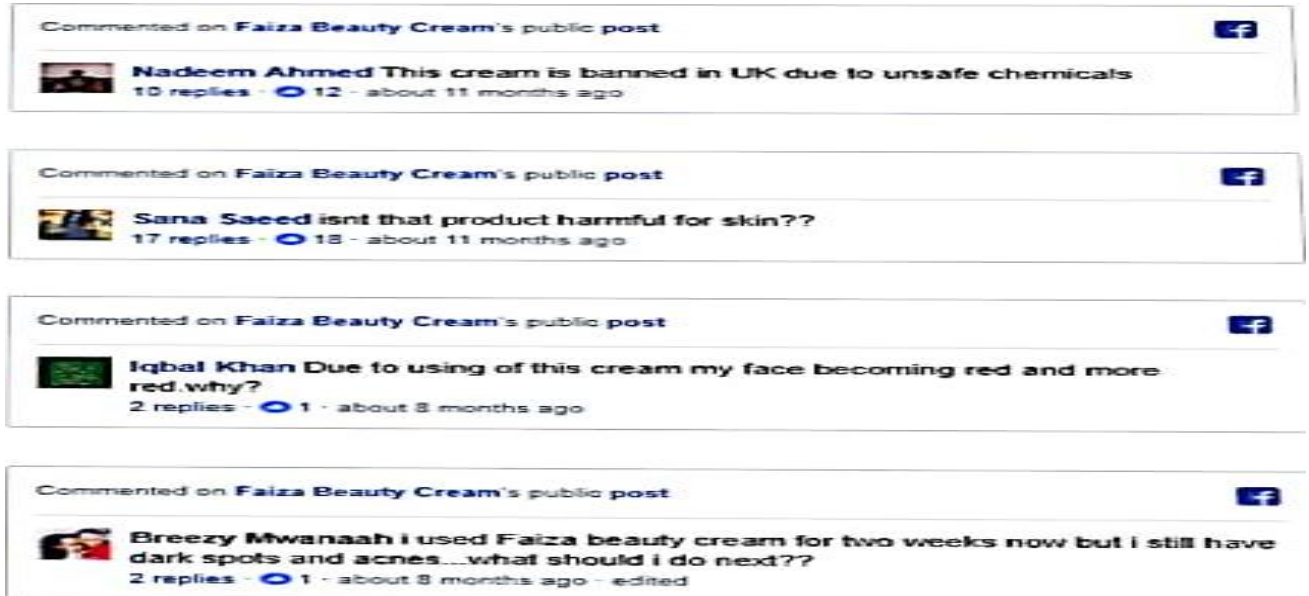 Commented on Faiza Beauty Cream's public post
Nadeem Ahmed This cream is banned in UK due to unsafe chemicals
10 replies · 12 · about 11 months ago
Commented on Faiza Beauty Cream's public post
Sana Saeed isnt that product harmful for skin??
17 replies · 18 · about 11 months ago
Commented on Faiza Beauty Cream's public post
Iqbal Khan Due to using of this cream my face becoming red and more
red.why?
2 replies · 1 · about 8 months ago
Commented on Faiza Beauty Cream's public post
Breezy Mwanaah i used Faiza beauty cream for two weeks now but i still have
dark spots and acnes...what should i do next??
2 replies · 1 · about 8 months ago · edited